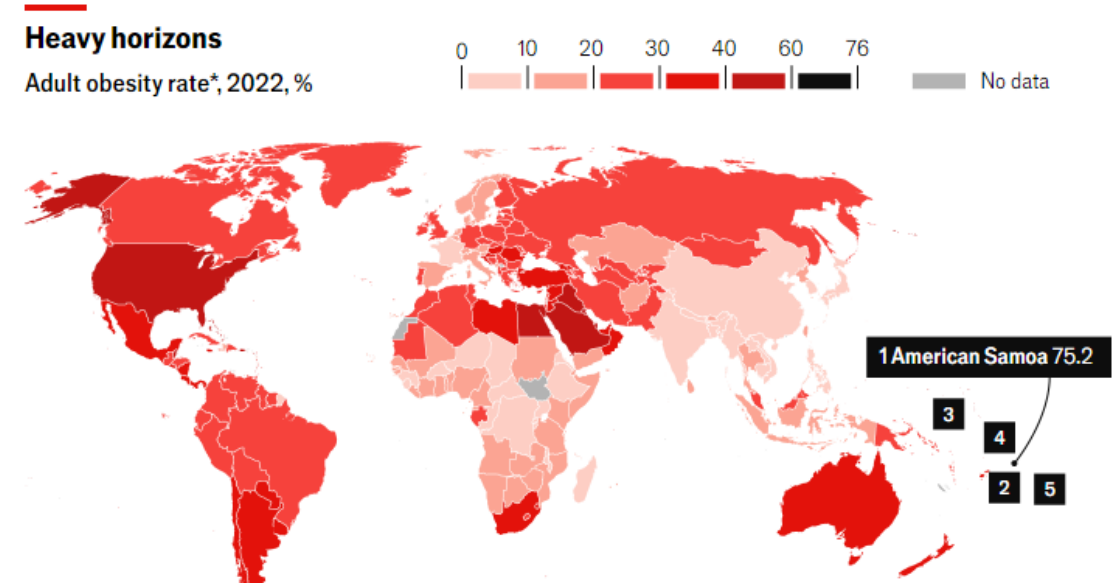 Heavy horizons
Adult obesity rate*, 2022, %
0 10 20 30 40 60 76
No data
1 American Samoa 75.2
3
4
2 5